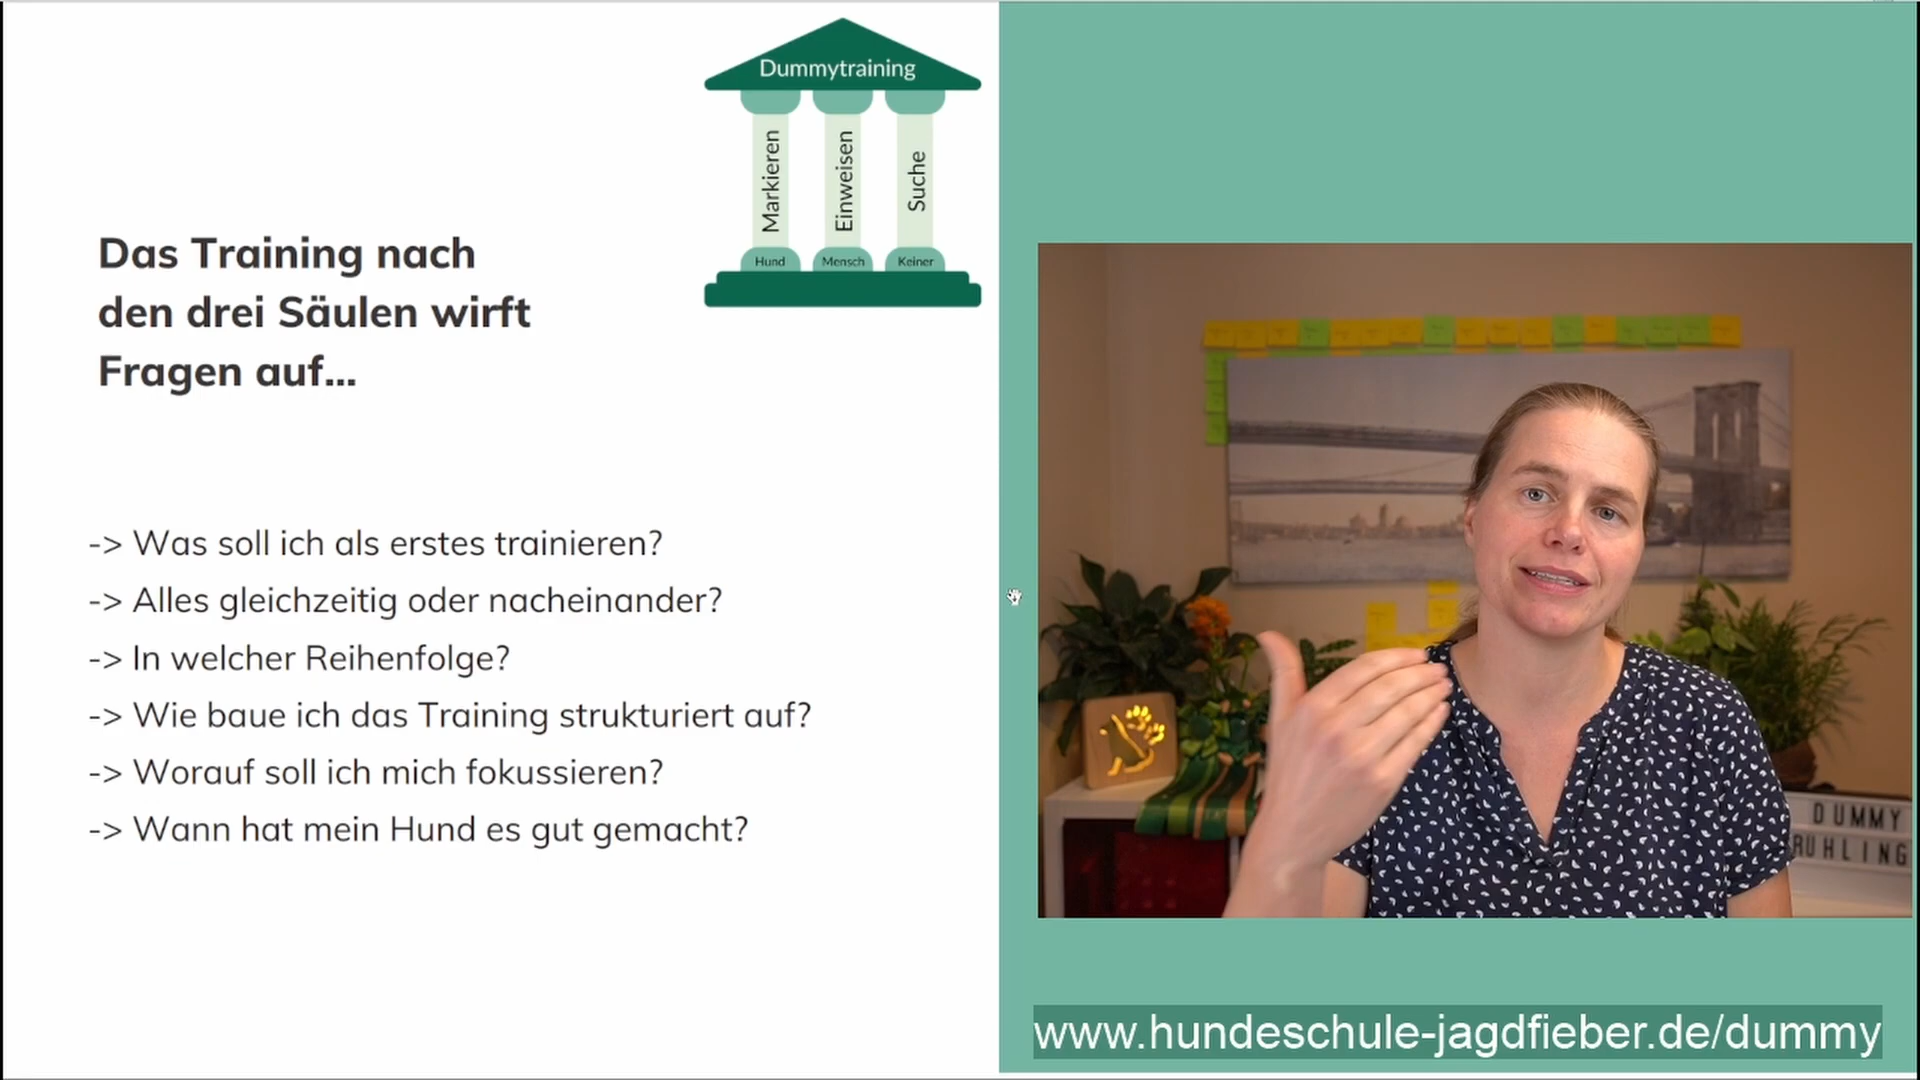 Dummytraining
Markieren
Einweisen
Suche
Hund
Mensch
Keiner
Das Training nach
den drei Säulen wirft
Fragen auf...
-> Was soll ich als erstes trainieren?
-> Alles gleichzeitig oder nacheinander?
-> In welcher Reihenfolge?
-> Wie baue ich das Training strukturiert auf?
-> Worauf soll ich mich fokussieren?
-> Wann hat mein Hund es gut gemacht?
DUMMY
RUHLING
www.hundeschule-jagdfieber.de/dummy